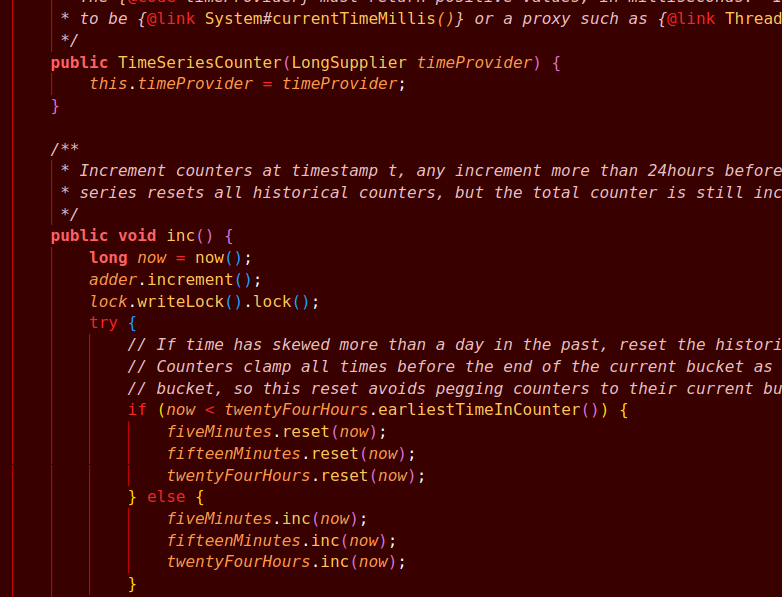 * The {@code timeProvider} must return positive values, in milliseconds.
* to be {@link System#currentTimeMillis()} or a proxy such as {@link Thread
*/
public TimeSeriesCounter(LongSupplier timeProvider) {
this.timeProvider = timeProvider;
}
/**
* Increment counters at timestamp t, any increment more than 24hours before
* series resets all historical counters, but the total counter is still inc
*/
public void inc() {
long now = now();
adder.increment();
lock.writeLock().lock();
try {
// If time has skewed more than a day in the past, reset the histori
// Counters clamp all times before the end of the current bucket as
// bucket, so this reset avoids pegging counters to their current bu
if (now < twentyFourHours.earliestTimeInCounter()) {
fiveMinutes.reset(now);
fifteenMinutes.reset(now);
twentyFourHours.reset(now);
} else {
fiveMinutes.inc(now);
fifteenMinutes.inc(now);
twentyFourHours.inc(now);
}